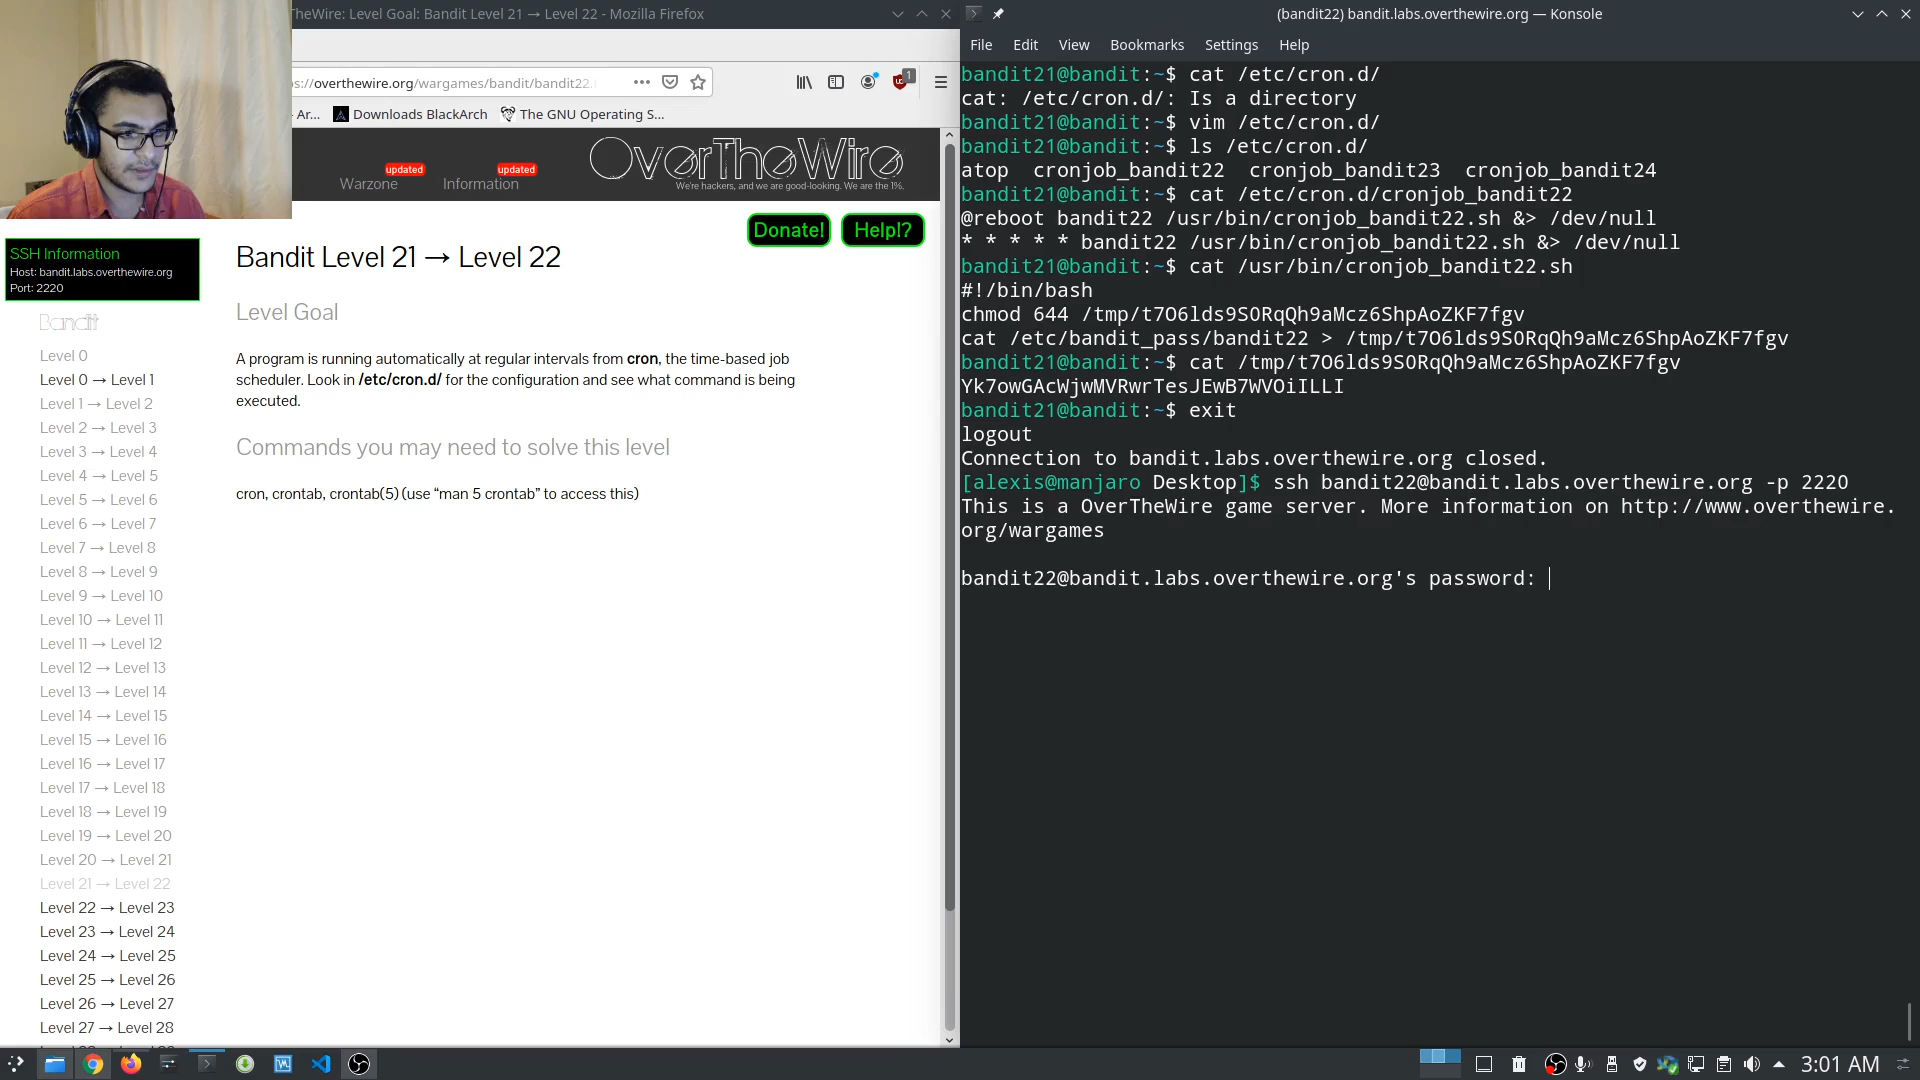 TheWire: Level Goal: Bandit Level 21 → Level 22 - Mozilla Firefox
s://overthewire.org/wargames/bandit/bandit22.
1
- Ar...
Downloads BlackArch
The GNU Operating S...
updated
updated
Warzone
Information
OverTheWire
We're hackers, and we are good-looking. We are the 1%.
Donate!
Help!?
SSH Information
Host: bandit.labs.overthewire.org
Port: 2220
Bandit
Level 0
Level 0 → Level 1
Level 1 → Level 2
Level 2 → Level 3
Level 3 → Level 4
Level 4 → Level 5
Level 5 → Level 6
Level 6 → Level 7
Level 7 → Level 8
Level 8 → Level 9
Level 9 → Level 10
Level 10 → Level 11
Level 11 → Level 12
Level 12 → Level 13
Level 13 → Level 14
Level 14 → Level 15
Level 15 → Level 16
Level 16 → Level 17
Level 17 → Level 18
Level 18 → Level 19
Level 19 → Level 20
Level 20 → Level 21
Level 21 → Level 22
Level 22 → Level 23
Level 23 → Level 24
Level 24 → Level 25
Level 25 → Level 26
Level 26 → Level 27
Level 27 → Level 28
Bandit Level 21 → Level 22
Level Goal
A program is running automatically at regular intervals from cron, the time-based job
scheduler. Look in /etc/cron.d/ for the configuration and see what command is being
executed.
Commands you may need to solve this level
cron, crontab, crontab(5) (use “man 5 crontab” to access this)
(bandit22) bandit.labs.overthewire.org — Konsole
File Edit View Bookmarks Settings Help
bandit21@bandit:~$ cat /etc/cron.d/
cat: /etc/cron.d/: Is a directory
bandit21@bandit:~$ vim /etc/cron.d/
bandit21@bandit:~$ ls /etc/cron.d/
atop cronjob_bandit22 cronjob_bandit23 cronjob_bandit24
bandit21@bandit:~$ cat /etc/cron.d/cronjob_bandit22
@reboot bandit22 /usr/bin/cronjob_bandit22.sh &> /dev/null
* * * * * bandit22 /usr/bin/cronjob_bandit22.sh &> /dev/null
bandit21@bandit:~$ cat /usr/bin/cronjob_bandit22.sh
#!/bin/bash
chmod 644 /tmp/t7O6lds9S0RqQh9aMcz6ShpAoZKF7fgv
cat /etc/bandit_pass/bandit22 > /tmp/t7O6lds9S0RqQh9aMcz6ShpAoZKF7fgv
bandit21@bandit:~$ cat /tmp/t7O6lds9S0RqQh9aMcz6ShpAoZKF7fgv
Yk7owGAcWjwMVRwrTesJEwB7WVOiILLI
bandit21@bandit:~$ exit
logout
Connection to bandit.labs.overthewire.org closed.
[alexis@manjaro Desktop]$ ssh bandit22@bandit.labs.overthewire.org -p 2220
This is a OverTheWire game server. More information on http://www.overthewire.
org/wargames
bandit22@bandit.labs.overthewire.org's password:
3:01 AM